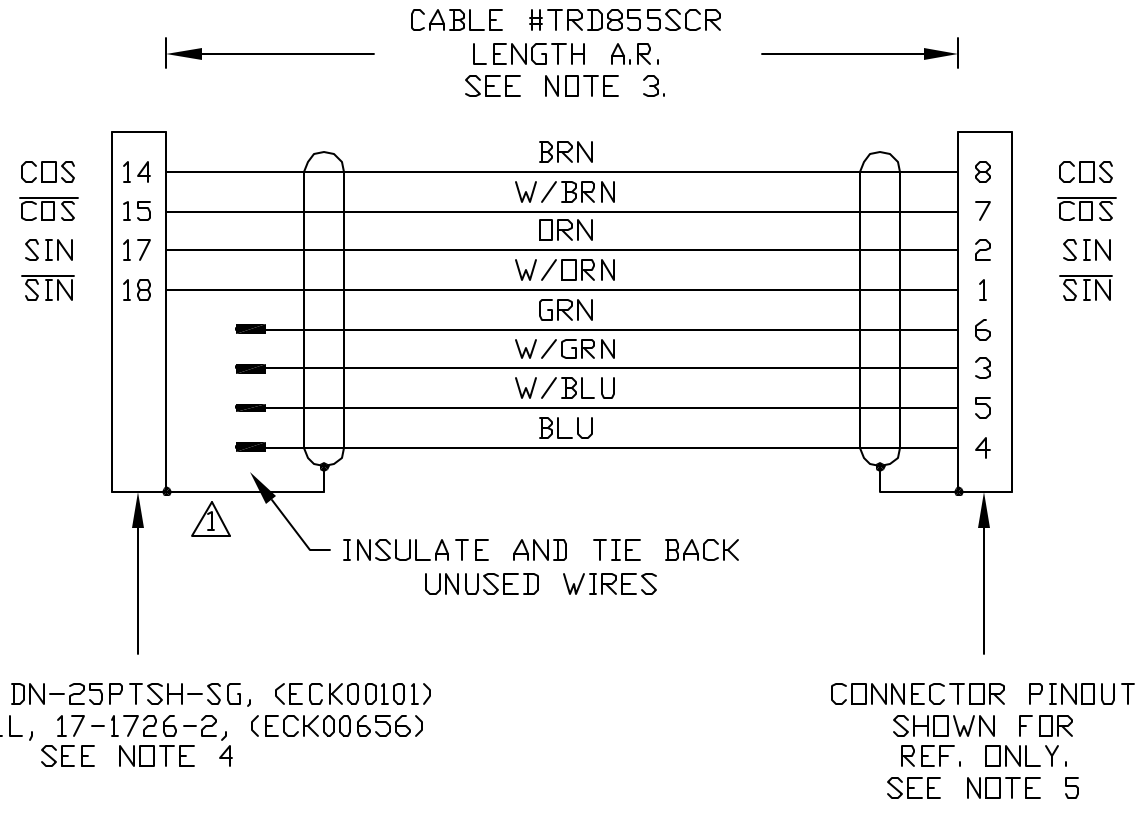 CABLE #TRD855SCR
LENGTH A.R.
SEE NOTE 3.
COS 14 BRN 8 COS
COS 15 W/BRN 7 COS
SIN 17 ORN 2 SIN
SIN 18 W/ORN 1 SIN
GRN 6
W/GRN 3
W/BLU 5
BLU 4
1
INSULATE AND TIE BACK
UNUSED WIRES
DN-25PTSH-SG, (ECK00101)
17-1726-2, (ECK00656)
SEE NOTE 4
CONNECTOR PINOUT
SHOWN FOR
REF. ONLY.
SEE NOTE 5